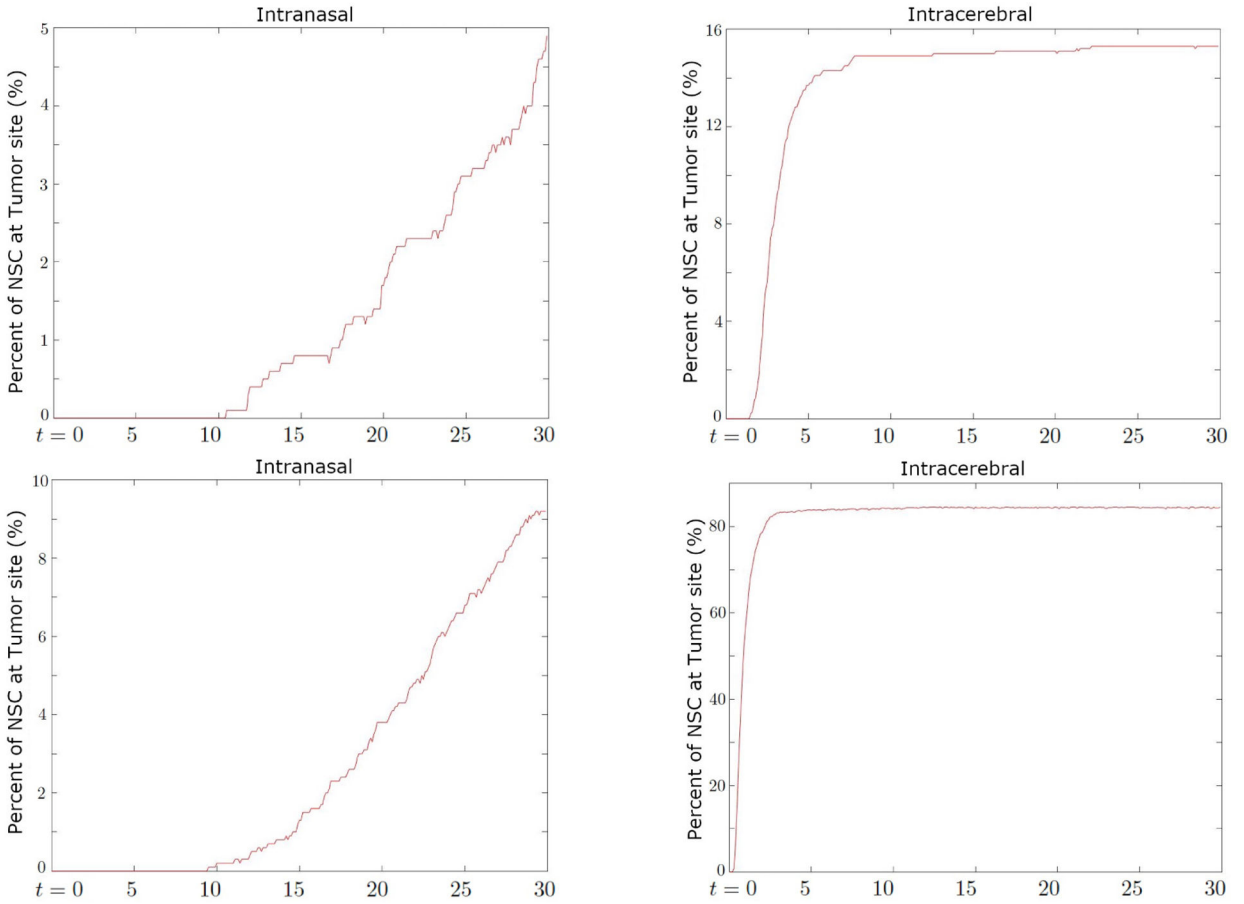 Intranasal
Percent of NSC at Tumor site (%)
5
4
3
2
1
0
t = 0 5 10 15 20 25 30
Intracerebral
Percent of NSC at Tumor site (%)
16
12
8
4
0
t = 0 5 10 15 20 25 30
Intranasal
Percent of NSC at Tumor site (%)
10
8
6
4
2
0
t = 0 5 10 15 20 25 30
Intracerebral
Percent of NSC at Tumor site (%)
80
60
40
20
0
t = 0 5 10 15 20 25 30